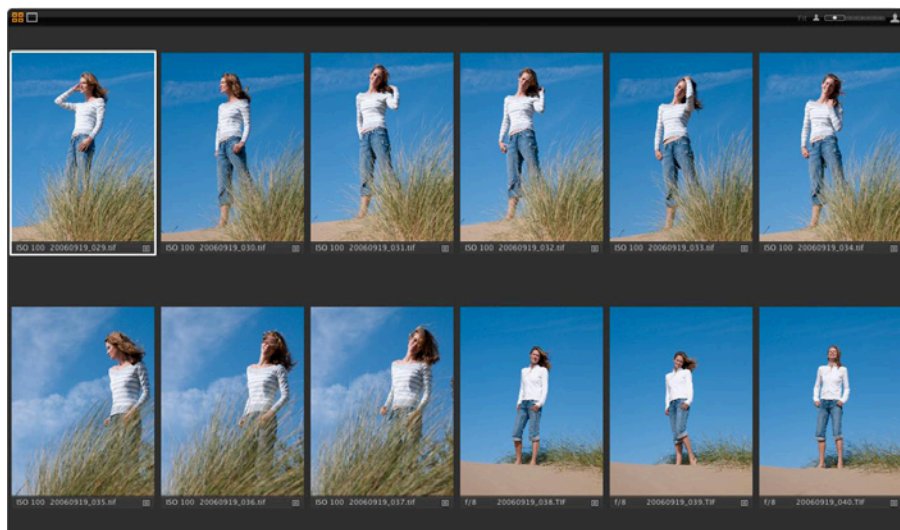 Fit
ISO 100 20060919_029.tif
ISO 100 20060919_030.tif
ISO 100 20060919_031.tif
ISO 100 20060919_032.tif
ISO 100 20060919_033.tif
ISO 100 20060919_034.tif
ISO 100 20060919_035.tif
ISO 100 20060919_036.tif
ISO 100 20060919_037.tif
f/8 20060919_038.TIF
f/8 20060919_039.TIF
f/8 20060919_040.TIF